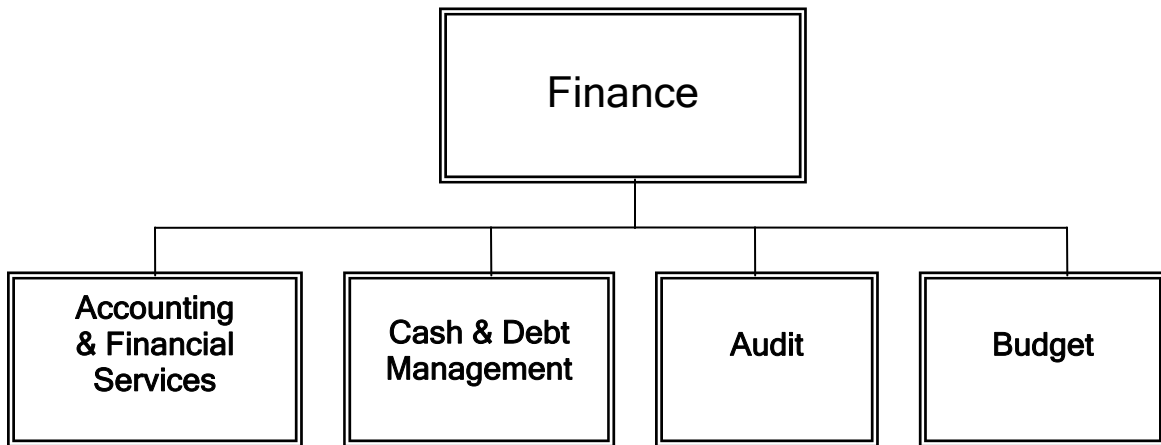 Finance
Accounting
& Financial
Services
Cash & Debt
Management
Audit
Budget